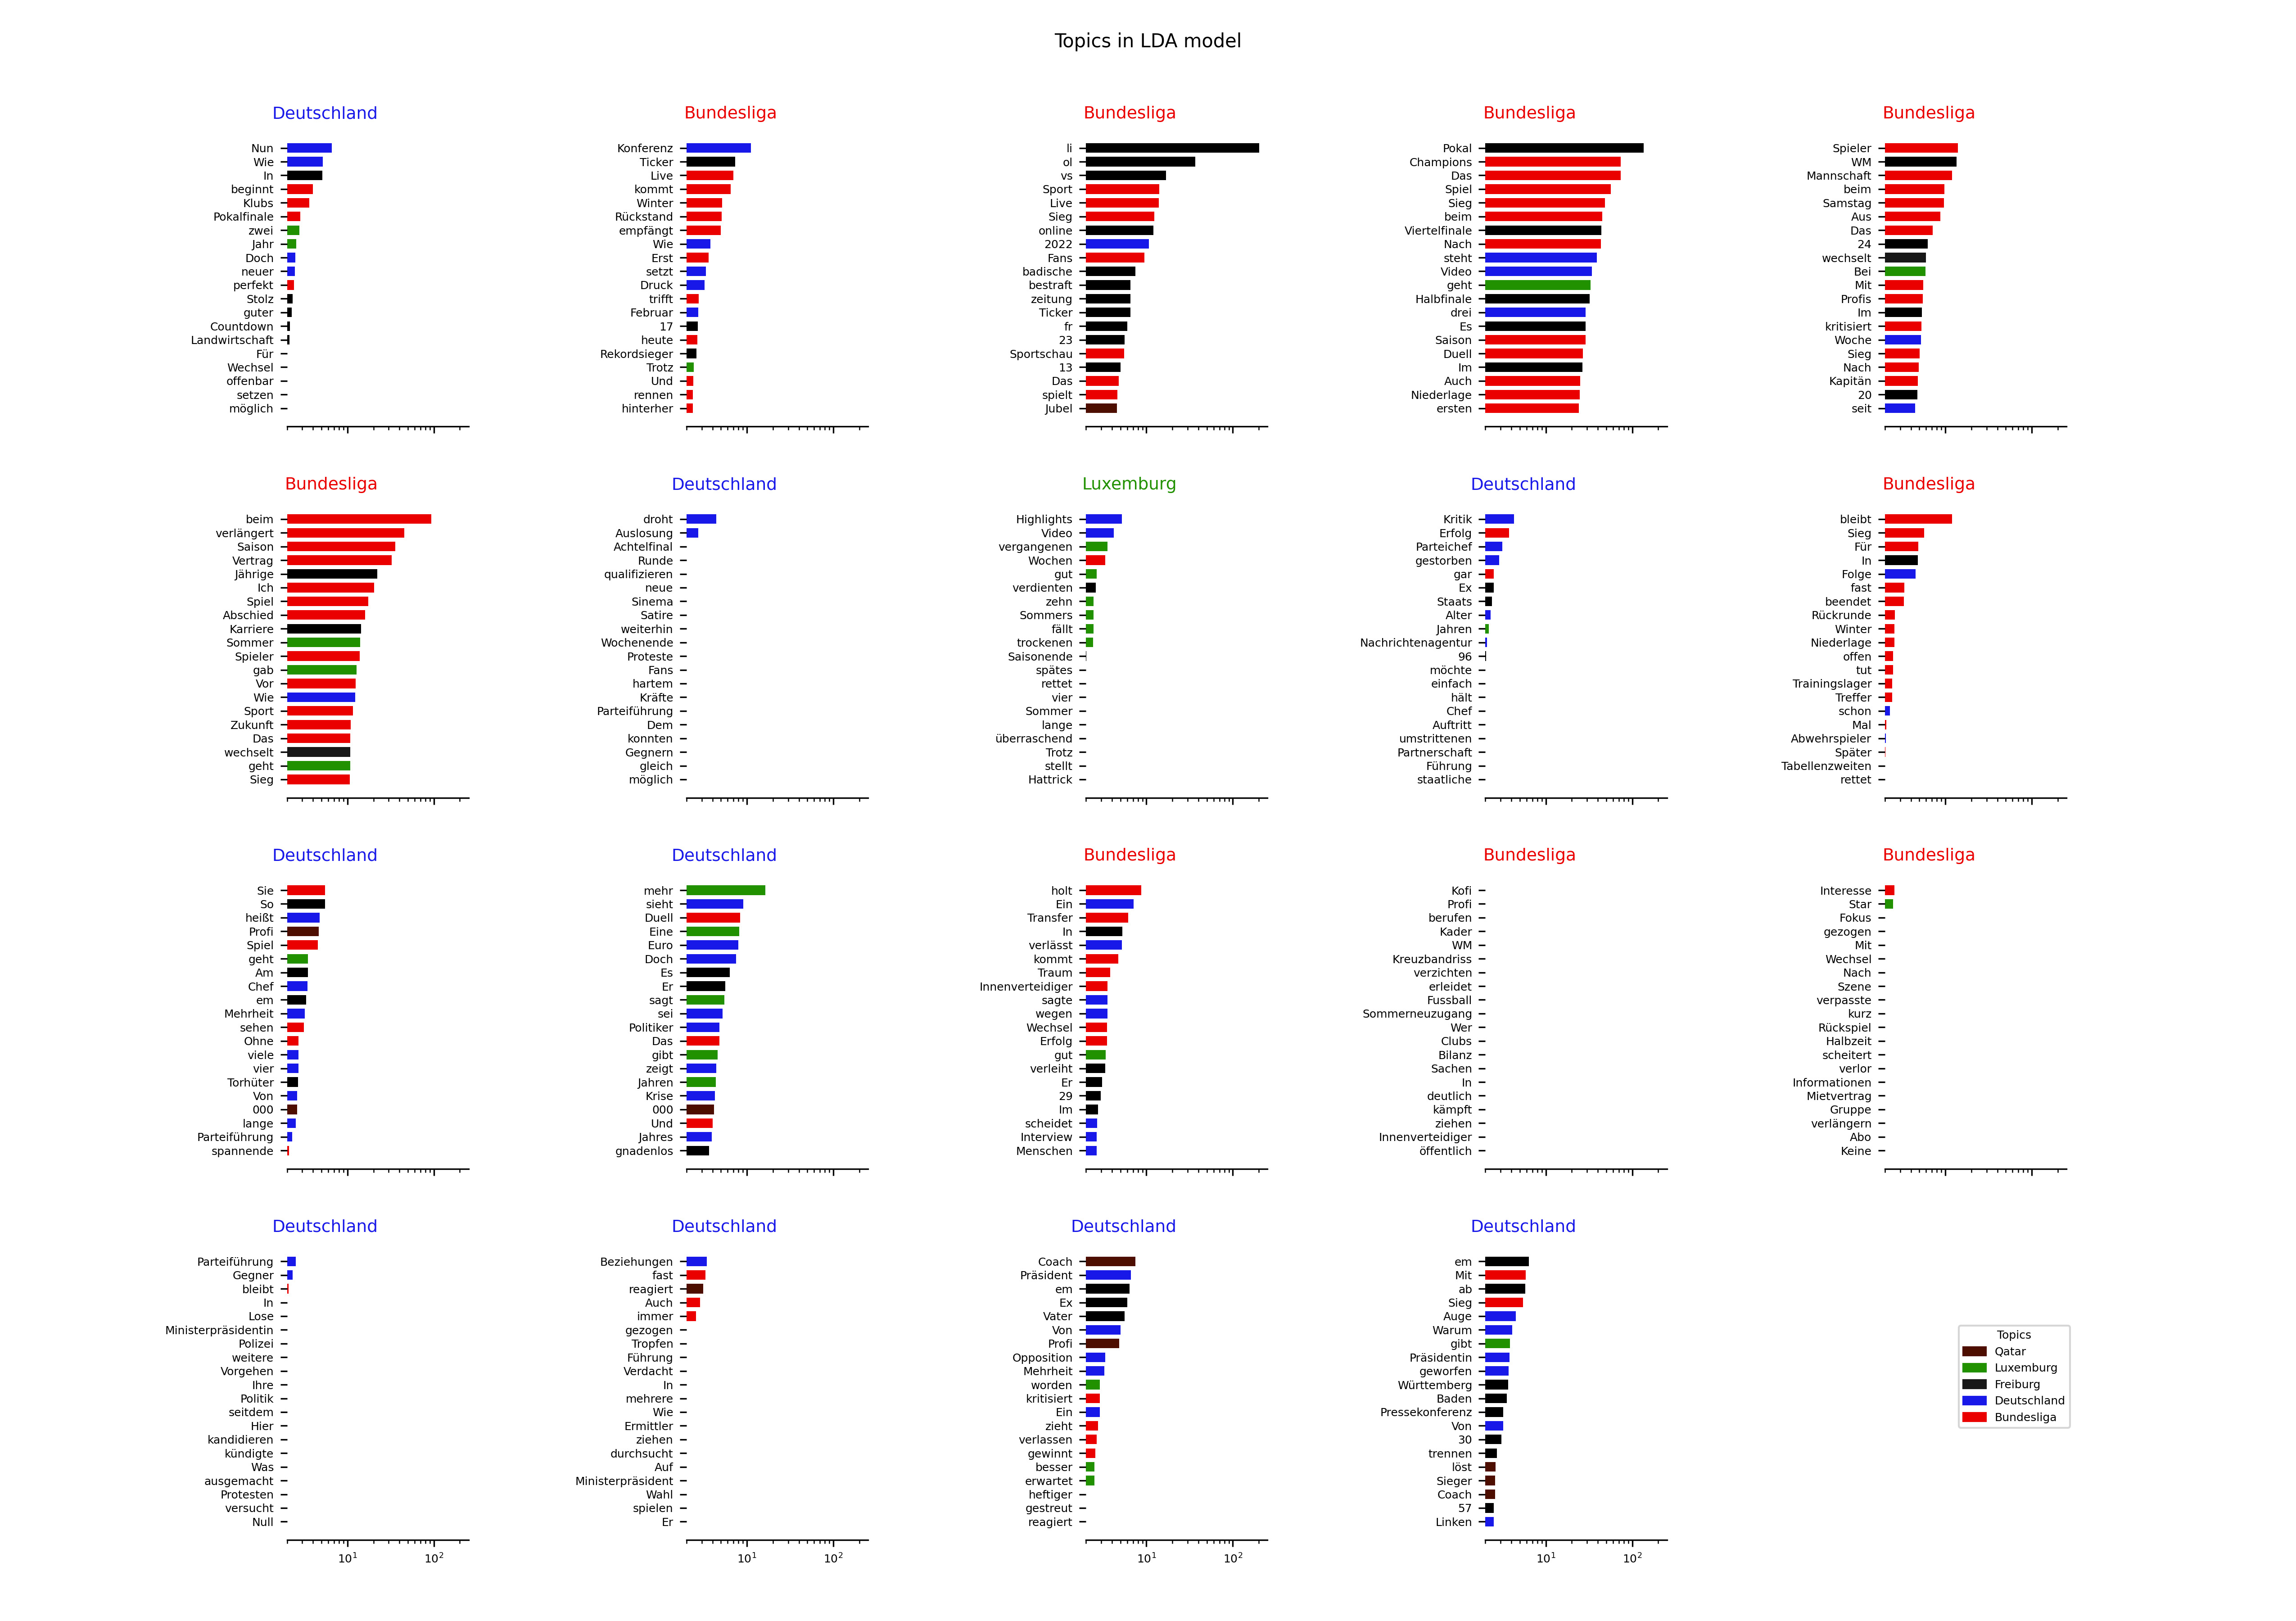 Topics in LDA model
Deutschland
Nun
Wie
In
beginnt
Klubs
Pokalfinale
zwei
Jahr
Doch
neuer
perfekt
Stolz
guter
Countdown
Landwirtschaft
Für
Wechsel
offenbar
setzen
möglich
Bundesliga
Konferenz
Ticker
Live
kommt
Winter
Rückstand
empfängt
Wie
Erst
setzt
Druck
trifft
Februar
17
heute
Rekordsieger
Trotz
Und
rennen
hinterher
Bundesliga
li
ol
vs
Sport
Live
Sieg
online
2022
Fans
badische
bestraft
zeitung
Ticker
fr
23
Sportschau
13
Das
spielt
Jubel
Bundesliga
Pokal
Champions
Das
Spiel
Sieg
beim
Viertelfinale
Nach
steht
Video
geht
Halbfinale
drei
Es
Saison
Duell
Im
Auch
Niederlage
ersten
Bundesliga
Spieler
WM
Mannschaft
beim
Samstag
Aus
Das
24
wechselt
Bei
Mit
Profis
Im
kritisiert
Woche
Sieg
Nach
Kapitän
20
seit
Bundesliga
beim
verlängert
Saison
Vertrag
Jährige
Ich
Spiel
Abschied
Karriere
Sommer
Spieler
gab
Vor
Wie
Sport
Zukunft
Das
wechselt
geht
Sieg
Deutschland
droht
Auslosung
Achtelfinal
Runde
qualifizieren
neue
Sinema
Satire
weiterhin
Wochenende
Proteste
Fans
hartem
Kräfte
Parteiführung
Dem
konnten
Gegnern
gleich
möglich
Luxemburg
Highlights
Video
vergangenen
Wochen
gut
verdienten
zehn
Sommers
fällt
trockenen
Saisonende
spätes
rettet
vier
Sommer
lange
überraschend
Trotz
stellt
Hattrick
Deutschland
Kritik
Erfolg
Parteichef
gestorben
gar
Ex
Staats
Alter
Jahren
Nachrichtenagentur
96
möchte
einfach
hält
Chef
Auftritt
umstrittenen
Partnerschaft
Führung
staatliche
Bundesliga
bleibt
Sieg
Für
In
Folge
fast
beendet
Rückrunde
Winter
Niederlage
offen
tut
Trainingslager
Treffer
schon
Mal
Abwehrspieler
Später
Tabellenzweiten
rettet
Deutschland
Sie
So
heißt
Profi
Spiel
geht
Am
Chef
em
Mehrheit
sehen
Ohne
viele
vier
Torhüter
Von
000
lange
Parteiführung
spannende
Deutschland
mehr
sieht
Duell
Eine
Euro
Doch
Es
Er
sagt
sei
Politiker
Das
gibt
zeigt
Jahren
Krise
000
Und
Jahres
gnadenlos
Bundesliga
holt
Ein
Transfer
In
verlässt
kommt
Traum
Innenverteidiger
sagte
wegen
Wechsel
Erfolg
gut
verleiht
Er
29
Im
scheidet
Interview
Menschen
Bundesliga
Kofi
Profi
berufen
Kader
WM
Kreuzbandriss
verzichten
erleidet
Fussball
Sommerneuzugang
Wer
Clubs
Bilanz
Sachen
In
deutlich
kämpft
ziehen
Innenverteidiger
öffentlich
Bundesliga
Interesse
Star
Fokus
gezogen
Mit
Wechsel
Nach
Szene
verpasste
kurz
Rückspiel
Halbzeit
scheitert
verlor
Informationen
Mietvertrag
Gruppe
verlängern
Abo
Keine
Deutschland
Parteiführung
Gegner
bleibt
In
Lose
Ministerpräsidentin
Polizei
weitere
Vorgehen
Ihre
Politik
seitdem
Hier
kandidieren
kündigte
Was
ausgemacht
Protesten
versucht
Null
10¹ 10²
Deutschland
Beziehungen
fast
reagiert
Auch
immer
gezogen
Tropfen
Führung
Verdacht
In
mehrere
Wie
Ermittler
ziehen
durchsucht
Auf
Ministerpräsident
Wahl
spielen
Er
10¹ 10²
Deutschland
Coach
Präsident
em
Ex
Vater
Von
Profi
Opposition
Mehrheit
worden
kritisiert
Ein
zieht
verlassen
gewinnt
besser
erwartet
heftiger
gestreut
reagiert
10¹ 10²
Deutschland
em
Mit
ab
Sieg
Auge
Warum
gibt
Präsidentin
geworfen
Württemberg
Baden
Pressekonferenz
Von
30
trennen
löst
Sieger
Coach
57
Linken
10¹ 10²
Topics
Qatar
Luxemburg
Freiburg
Deutschland
Bundesliga